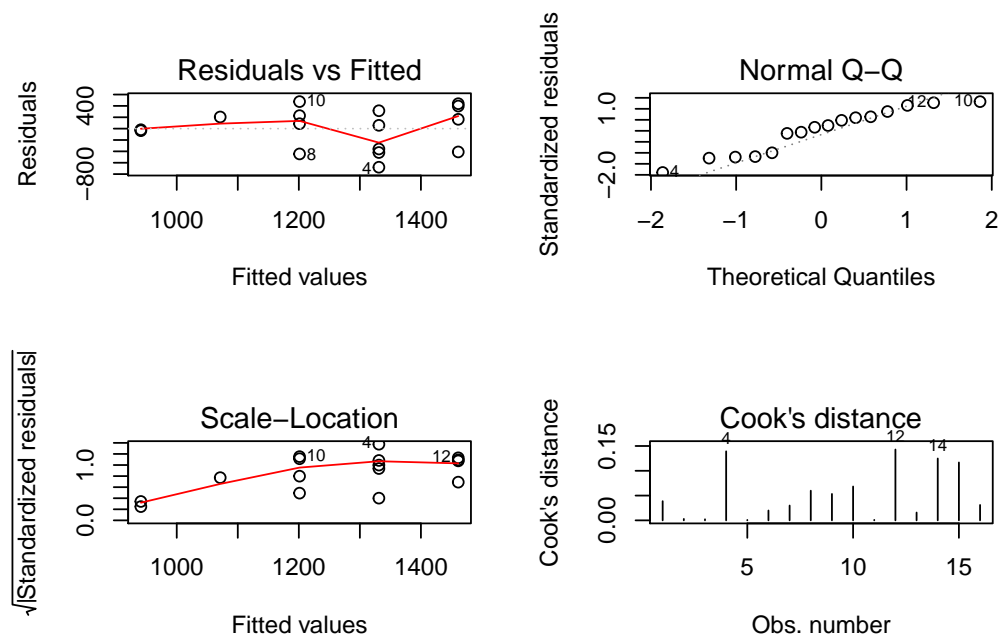 Residuals vs Fitted
Residuals
400
−800
10
8
4
1000 1200 1400
Fitted values
Normal Q−Q
Standardized residuals
1.0
−2.0
12 10
4
−2 −1 0 1 2
Theoretical Quantiles
Scale−Location
√|Standardized residuals|
1.0
0.0
4
10
12
1000 1200 1400
Fitted values
Cook's distance
Cook's distance
0.15
0.00
4
12
14
5 10 15
Obs. number